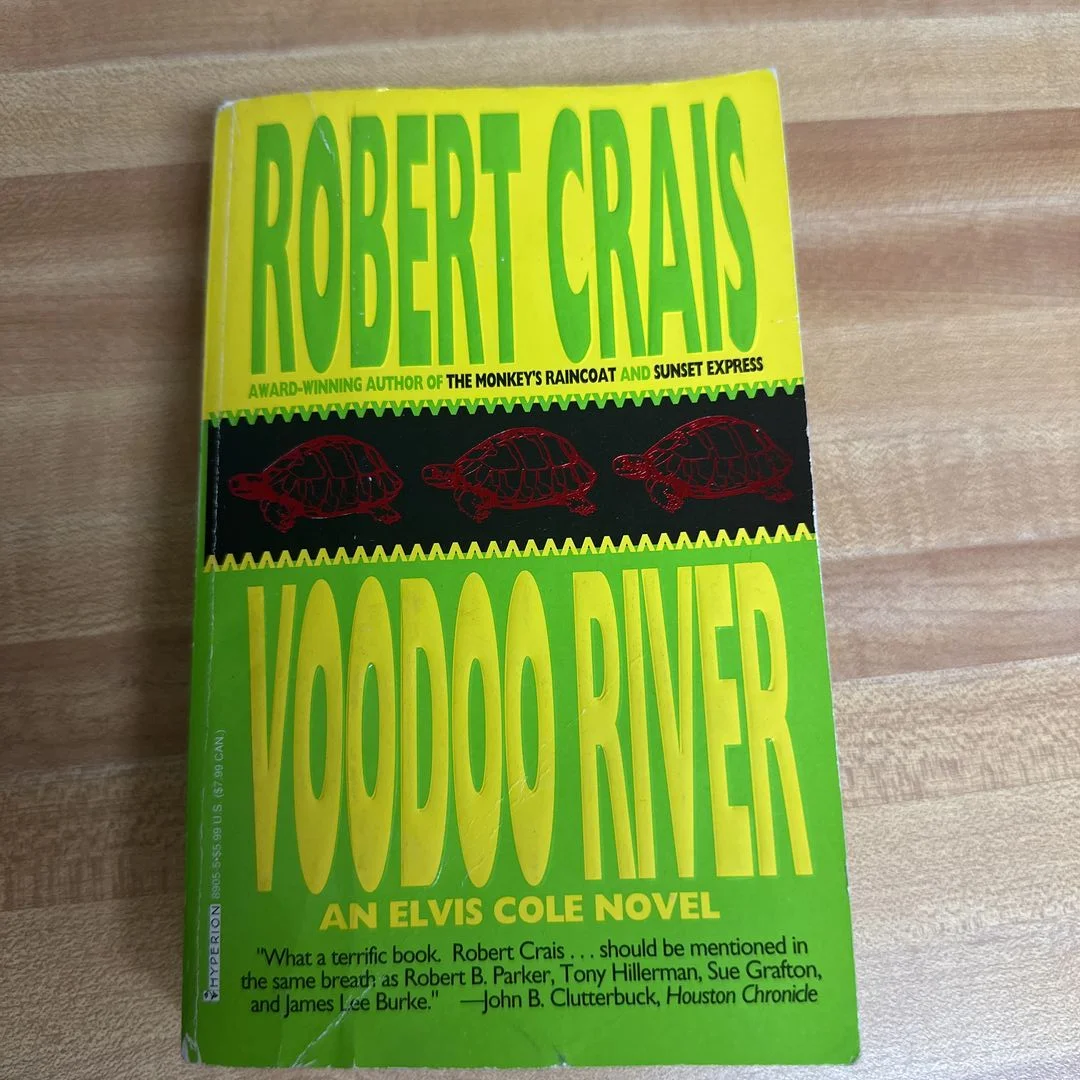 ROBERT CRAIS
AWARD-WINNING AUTHOR OF THE MONKEY'S RAINCOAT AND SUNSET EXPRESS
VOODOO RIVER
AN ELVIS COLE NOVEL
"What a terrific book. Robert Crais . . . should be mentioned in
the same breath as Robert B. Parker, Tony Hillerman, Sue Grafton,
and James Lee Burke." —John B. Clutterbuck, Houston Chronicle
HYPERION 8905-5•$5.99 U.S. ($7.99 CAN.)